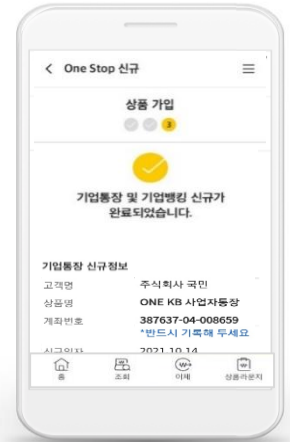 < One Stop 신규
상품 가입
3
기업통장 및 기업뱅킹 신규가
완료되었습니다.
기업통장 신규정보
고객명 주식회사 국민
상품명 ONE KB 사업자통장
계좌번호 387637-04-008659
*반드시 기록해 두세요
신규일자 2021.10.14
홈 조회 이체 상품라운지